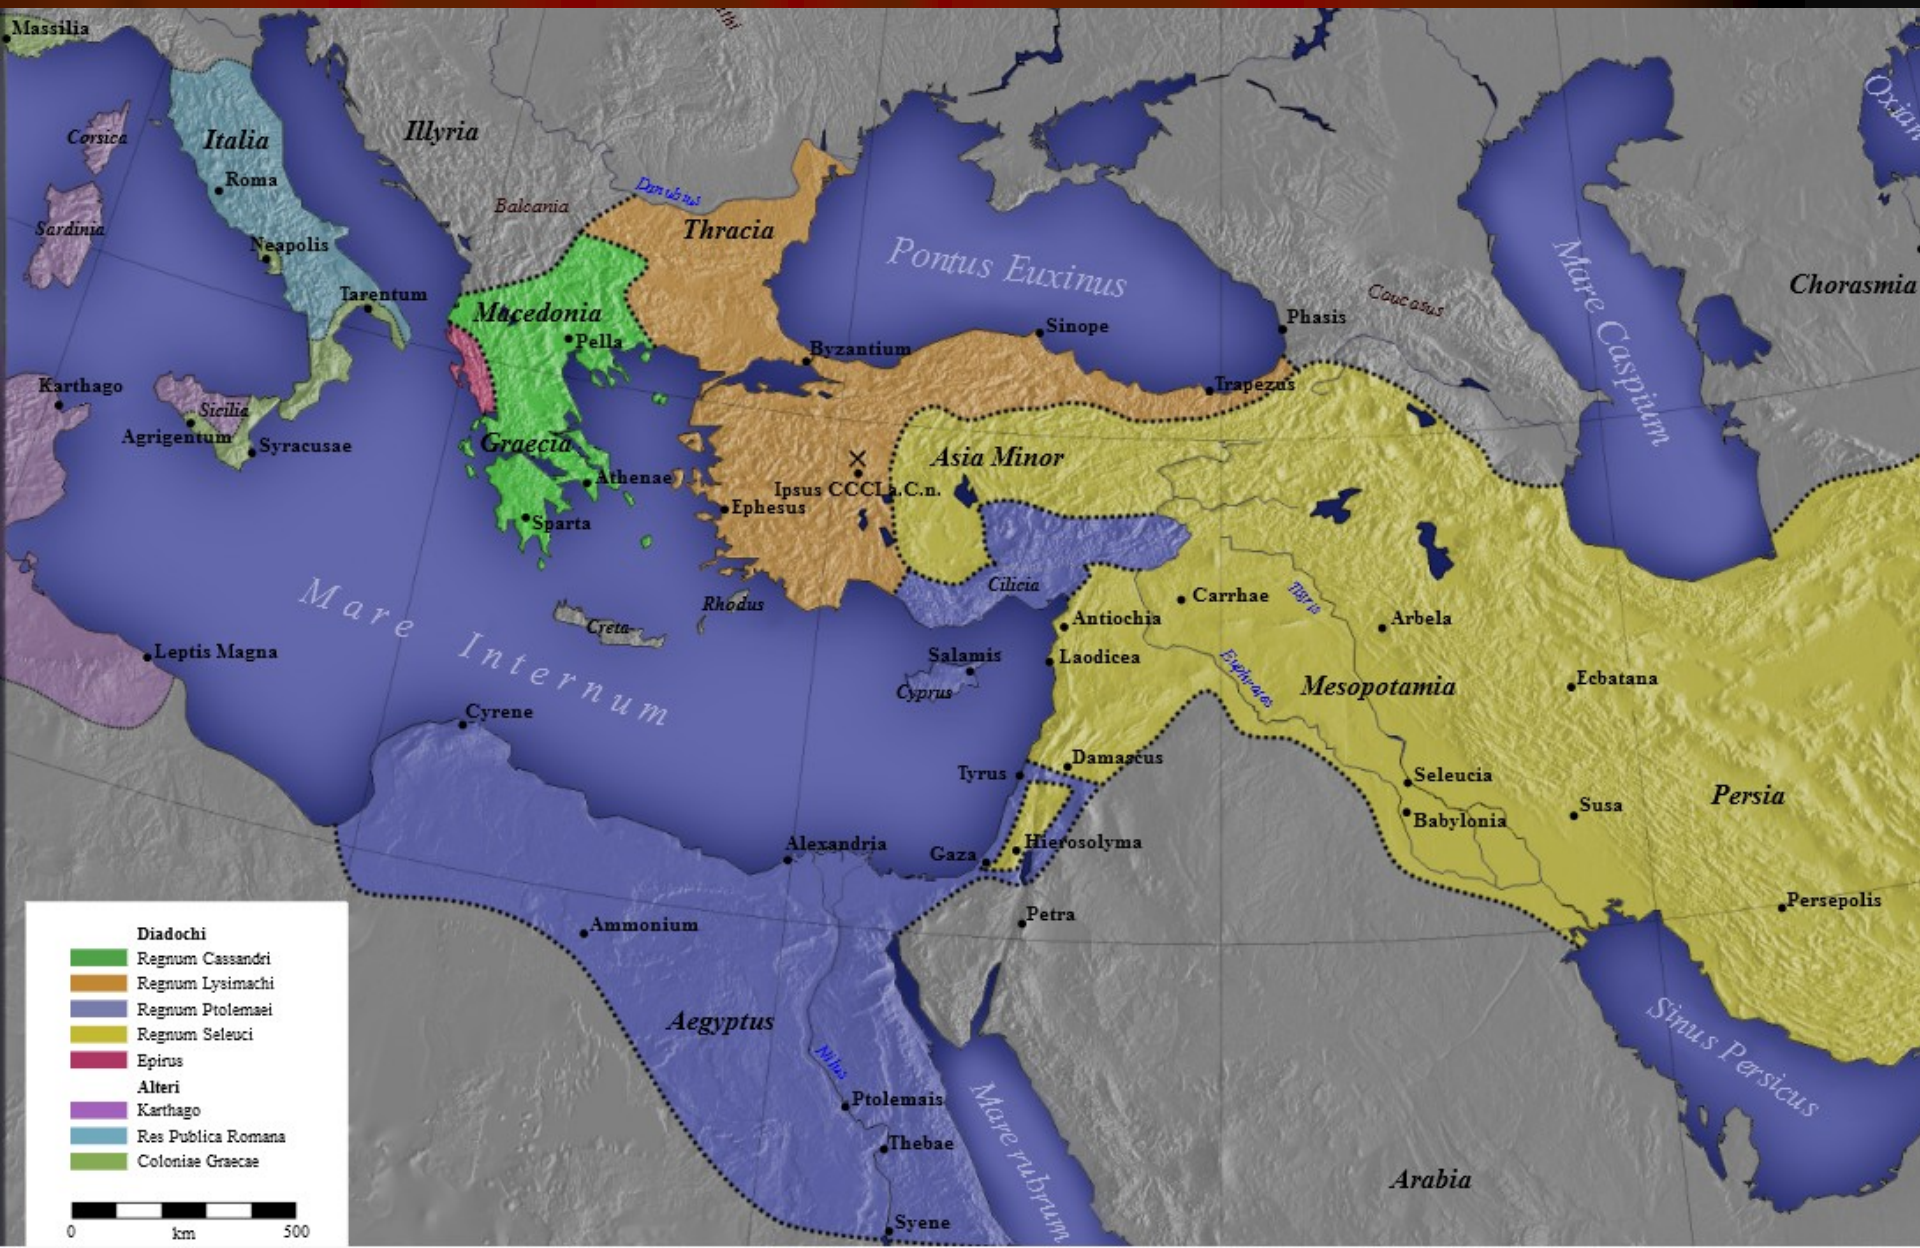 Massilia
Corsica
Italia
Roma
Illyria
Sardinia
Neapolis
Balcania
Danubius
Thracia
Pontus Euxinus
Mare Caspium
Chorasmia
Tarentum
Macedonia
Pella
Byzantium
Sinope
Phasis
Caucasus
Trapezus
Karthago
Sicilia
Agrigentum
Syracusae
Graecia
Athenae
Sparta
Ephesus
Ipsus CCCI a.C.n.
Asia Minor
Cilicia
Rhodus
Creta
Mare Internum
Leptis Magna
Salamis
Cyprus
Antiochia
Laodicea
Carrhae
Tigris
Arbela
Euphrates
Mesopotamia
Ecbatana
Cyrene
Tyrus
Damascus
Seleucia
Babylonia
Susa
Persia
Persepolis
Alexandria
Gaza
Hierosolyma
Petra
Ammonium
Aegyptus
Nilus
Ptolemais
Thebae
Syene
Mare rubrum
Sinus Persicus
Arabia
Diadochi
Regnum Cassandri
Regnum Lysimachi
Regnum Ptolemaei
Regnum Seleuci
Epirus
Alteri
Karthago
Res Publica Romana
Coloniae Graecae
0 km 500